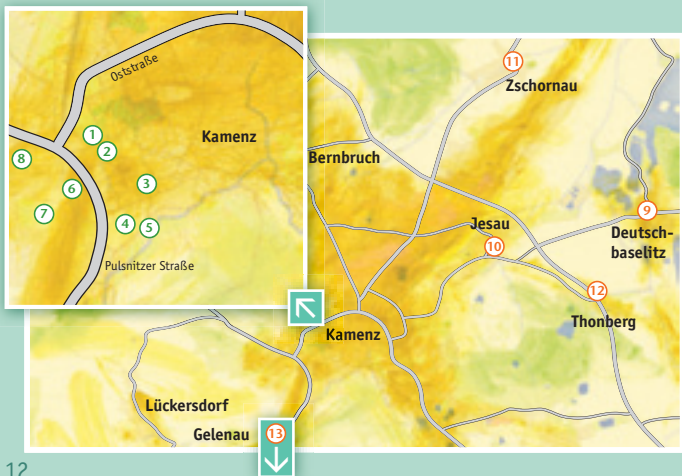 Oststraße
Kamenz
1
2
3
4
5
6
7
8
Pulsnitzer Straße
11
Zschornau
Bernbruch
9
Deutsch-
baselitz
Jesau
10
12
Thonberg
Kamenz
Lückersdorf
Gelenau
13
12